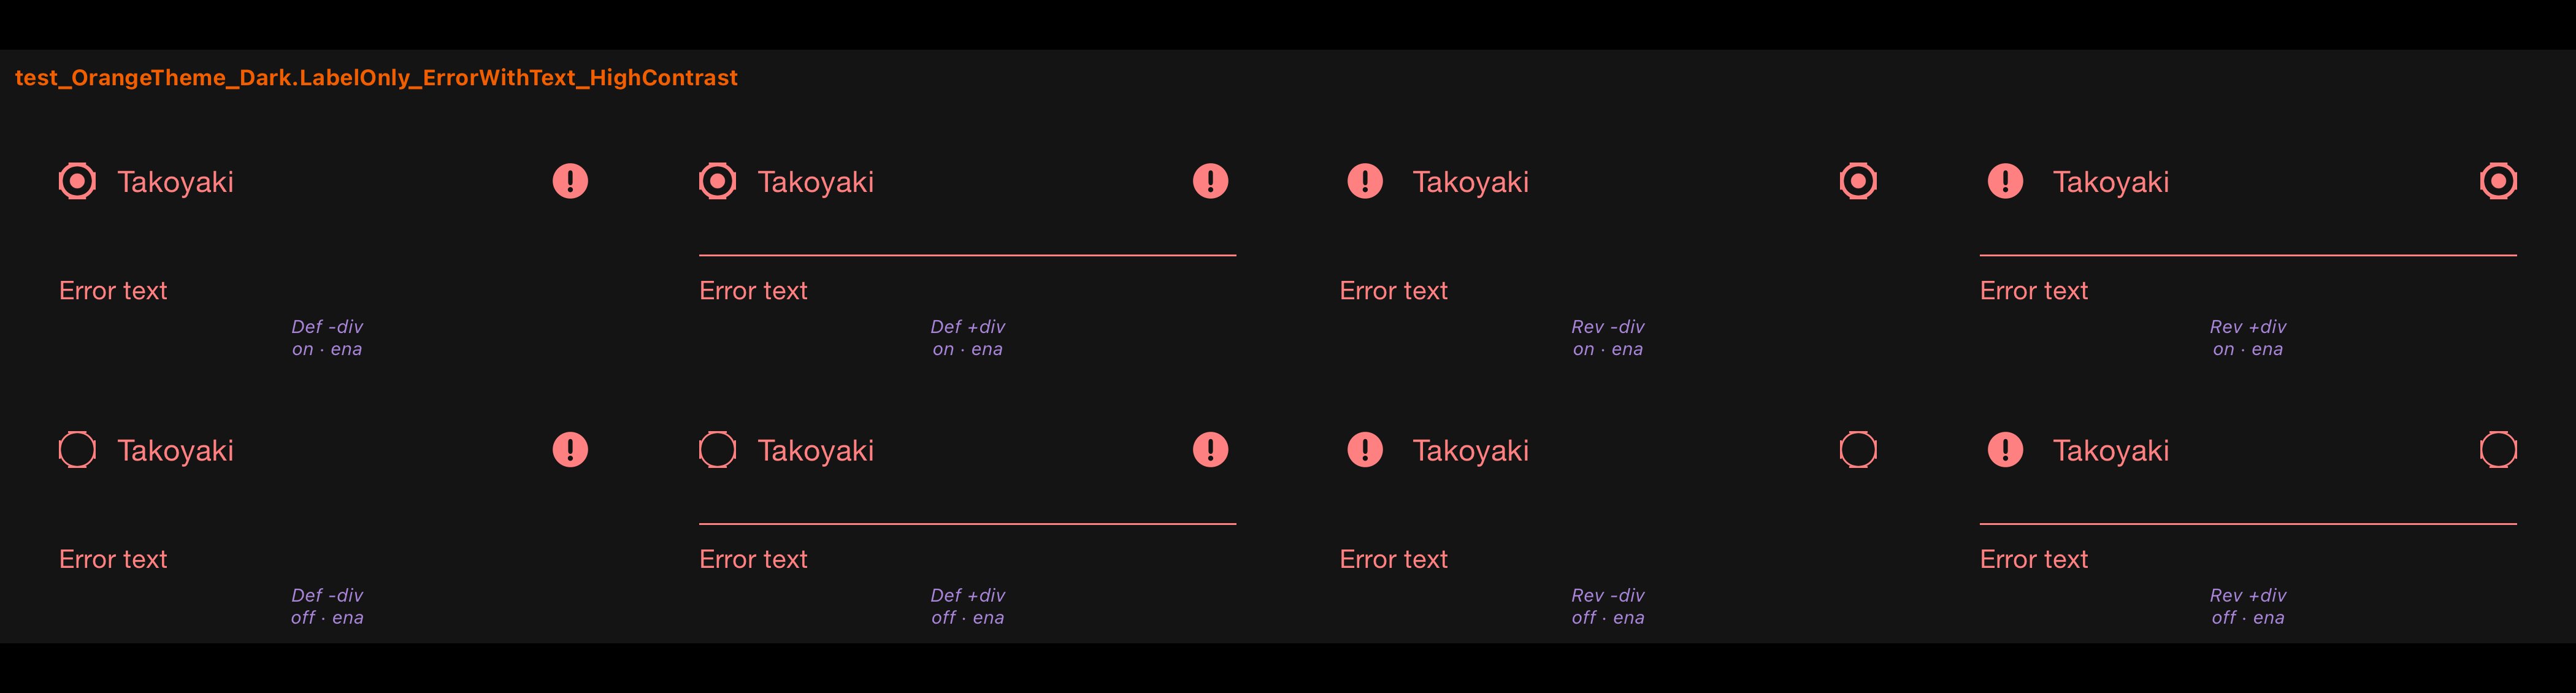 test_OrangeTheme_Dark.LabelOnly_ErrorWithText_HighContrast
Takoyaki
Takoyaki
Takoyaki
Takoyaki
Error text
Error text
Error text
Error text
Def -div
on · ena
Def +div
on · ena
Rev -div
on · ena
Rev +div
on · ena
Takoyaki
Takoyaki
Takoyaki
Takoyaki
Error text
Error text
Error text
Error text
Def -div
off · ena
Def +div
off · ena
Rev -div
off · ena
Rev +div
off · ena